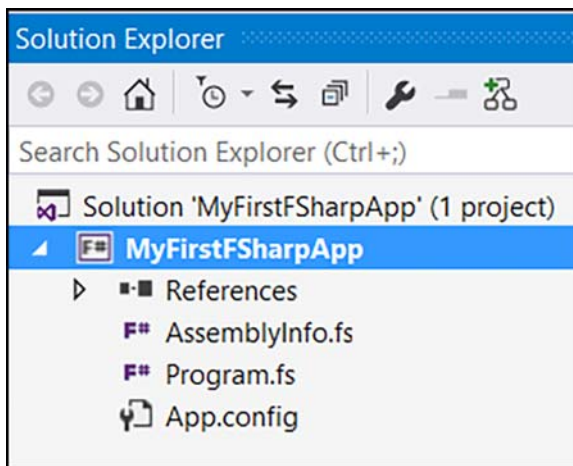 Solution Explorer
Search Solution Explorer (Ctrl+;)
Solution 'MyFirstFSharpApp' (1 project)
F# MyFirstFSharpApp
References
F# AssemblyInfo.fs
F# Program.fs
App.config